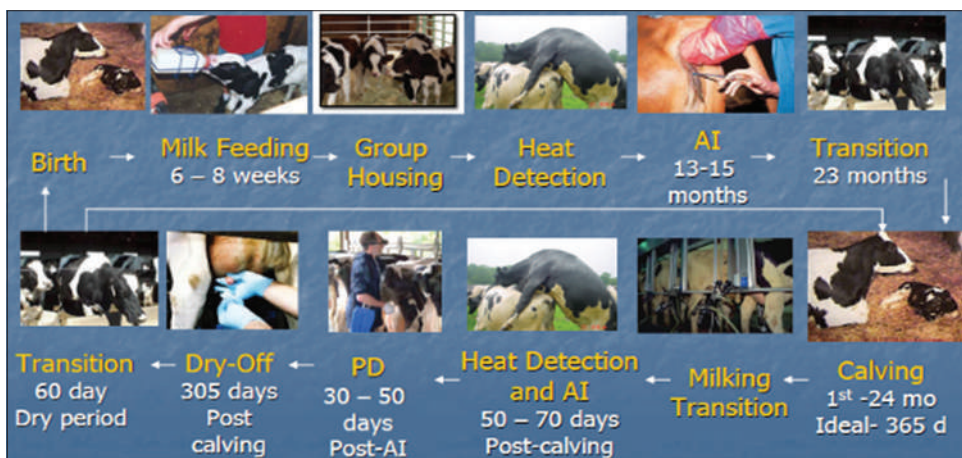 Birth
Milk Feeding
6 – 8 weeks
Group
Housing
Heat
Detection
AI
13-15
months
Transition
23 months
Transition
60 day
Dry period
Dry-Off
305 days
Post
calving
PD
30 – 50
days
Post-AI
Heat Detection
and AI
50 – 70 days
Post-calving
Milking
Transition
Calving
1st -24 mo
Ideal- 365 d